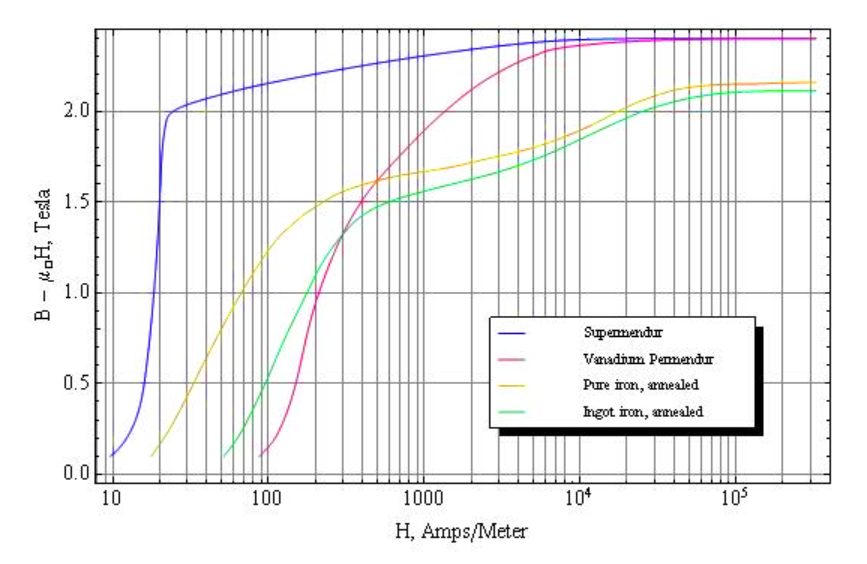 B – μ□H, Tesla
2.0
1.5
1.0
0.5
0.0
10 100 1000 10⁴ 10⁵
H, Amps/Meter
Supermendur
Vanadium Permendur
Pure iron, annealed
Ingot iron, annealed